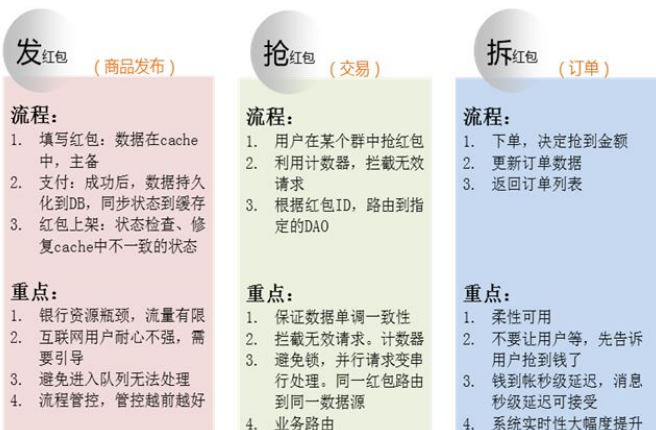 发红包
（商品发布）
流程：
1. 填写红包：数据在cache
中，主备
2. 支付：成功后，数据持久
化到DB，同步状态到缓存
3. 红包上架：状态检查、修
复cache中不一致的状态
重点：
1. 银行资源瓶颈，流量有限
2. 互联网用户耐心不强，需
要引导
3. 避免进入队列无法处理
4. 流程管控，管控越前越好
抢红包
（交易）
流程：
1. 用户在某个群中抢红包
2. 利用计数器，拦截无效
请求
3. 根据红包ID，路由到指
定的DAO
重点：
1. 保证数据单调一致性
2. 拦截无效请求。计数器
3. 避免锁，并行请求变串
行处理。同一红包路由
到同一数据源
4. 业务路由
拆红包
（订单）
流程：
1. 下单，决定抢到金额
2. 更新订单数据
3. 返回订单列表
重点：
1. 柔性可用
2. 不要让用户等，先告诉
用户抢到钱了
3. 钱到帐秒级延迟，消息
秒级延迟可接受
4. 系统实时性大幅度提升